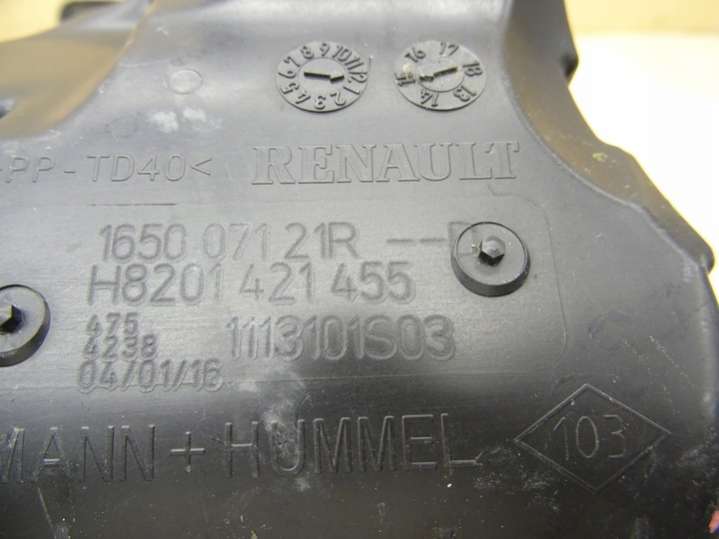 PP-TD40< RENAULT
1650 071 21R --
H8201 421 455
475
4238
1113101S03
04/01/16
MANN+HUMMEL
103